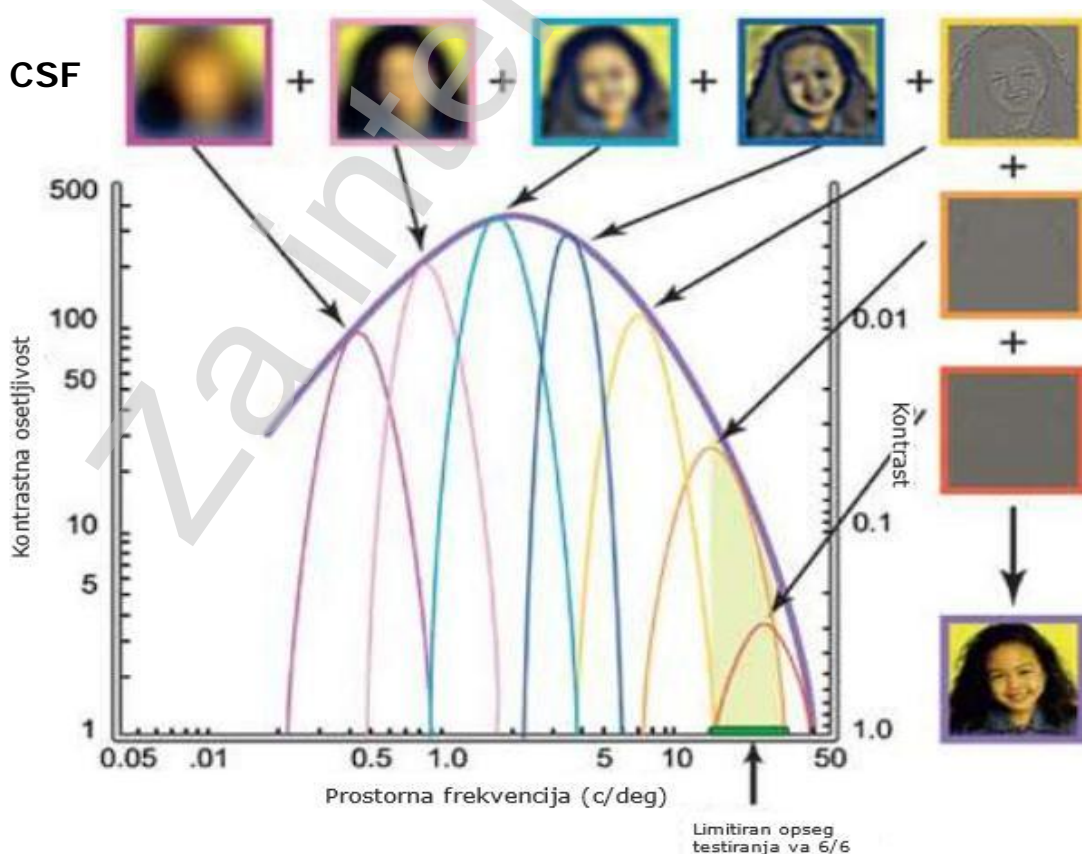 CSF
+ + + +
+
+
500
100
50
10
5
1
Kontrastna osetljivost
0.01
0.1
1.0
Kontrast
0.05 .01 0.5 1.0 5 10 50
Prostorna frekvencija (c/deg)
Limitiran opseg
testiranja va 6/6
Zainte